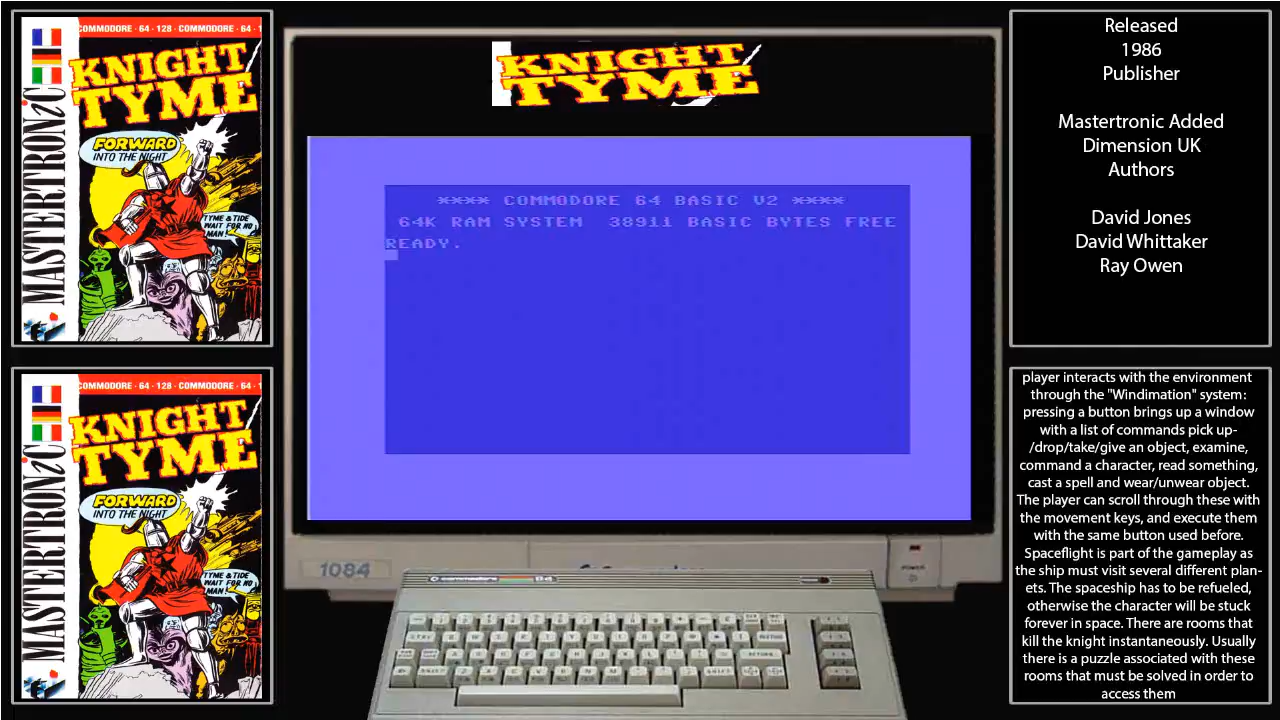 COMMODORE · 64 · 128 · COMMODORE · 64 · 1
KNIGHT
TYME
FORWARD
INTO THE NIGHT
TYME & TIDE
WAIT FOR NO
MAN!
MASTERTRONiC
KNIGHT
TYME
**** COMMODORE 64 BASIC V2 ****
64K RAM SYSTEM 38911 BASIC BYTES FREE
READY.
1084
commodore 64
POWER
Released
1986
Publisher
Mastertronic Added
Dimension UK
Authors
David Jones
David Whittaker
Ray Owen
COMMODORE · 64 · 128 · COMMODORE · 64 · 1
KNIGHT
TYME
FORWARD
INTO THE NIGHT
TYME & TIDE
WAIT FOR NO
MAN!
MASTERTRONiC
player interacts with the environment
through the "Windimation" system:
pressing a button brings up a window
with a list of commands pick up-
/drop/take/give an object, examine,
command a character, read something,
cast a spell and wear/unwear object.
The player can scroll through these with
the movement keys, and execute them
with the same button used before.
Spaceflight is part of the gameplay as
the ship must visit several different plan-
ets. The spaceship has to be refueled,
otherwise the character will be stuck
forever in space. There are rooms that
kill the knight instantaneously. Usually
there is a puzzle associated with these
rooms that must be solved in order to
access them